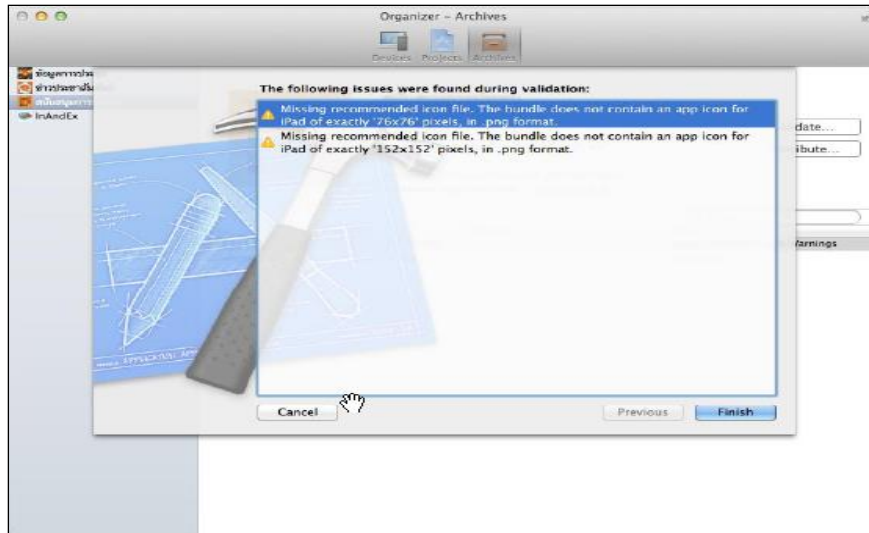 Organizer – Archives
Devices Projects Archives
InAndEx
The following issues were found during validation:
Missing recommended icon file. The bundle does not contain an app icon for
iPad of exactly '76x76' pixels, in .png format.
Missing recommended icon file. The bundle does not contain an app icon for
iPad of exactly '152x152' pixels, in .png format.
date...
ibute...
Warnings
Cancel
Previous
Finish